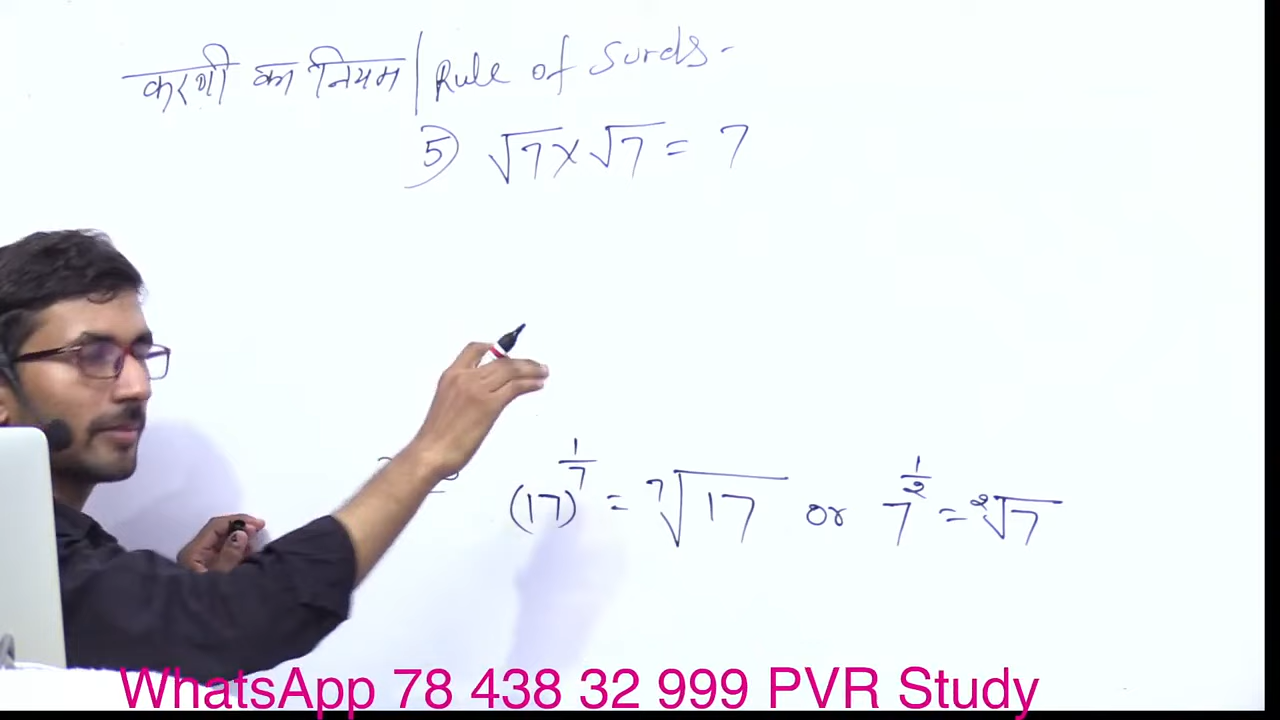 करणी का नियम | Rule of Surds -
5) √7 × √7 = 7
(17)^(1/7) = ⁷√17 or 7^(1/2) = ²√7
WhatsApp 78 438 32 999 PVR Study